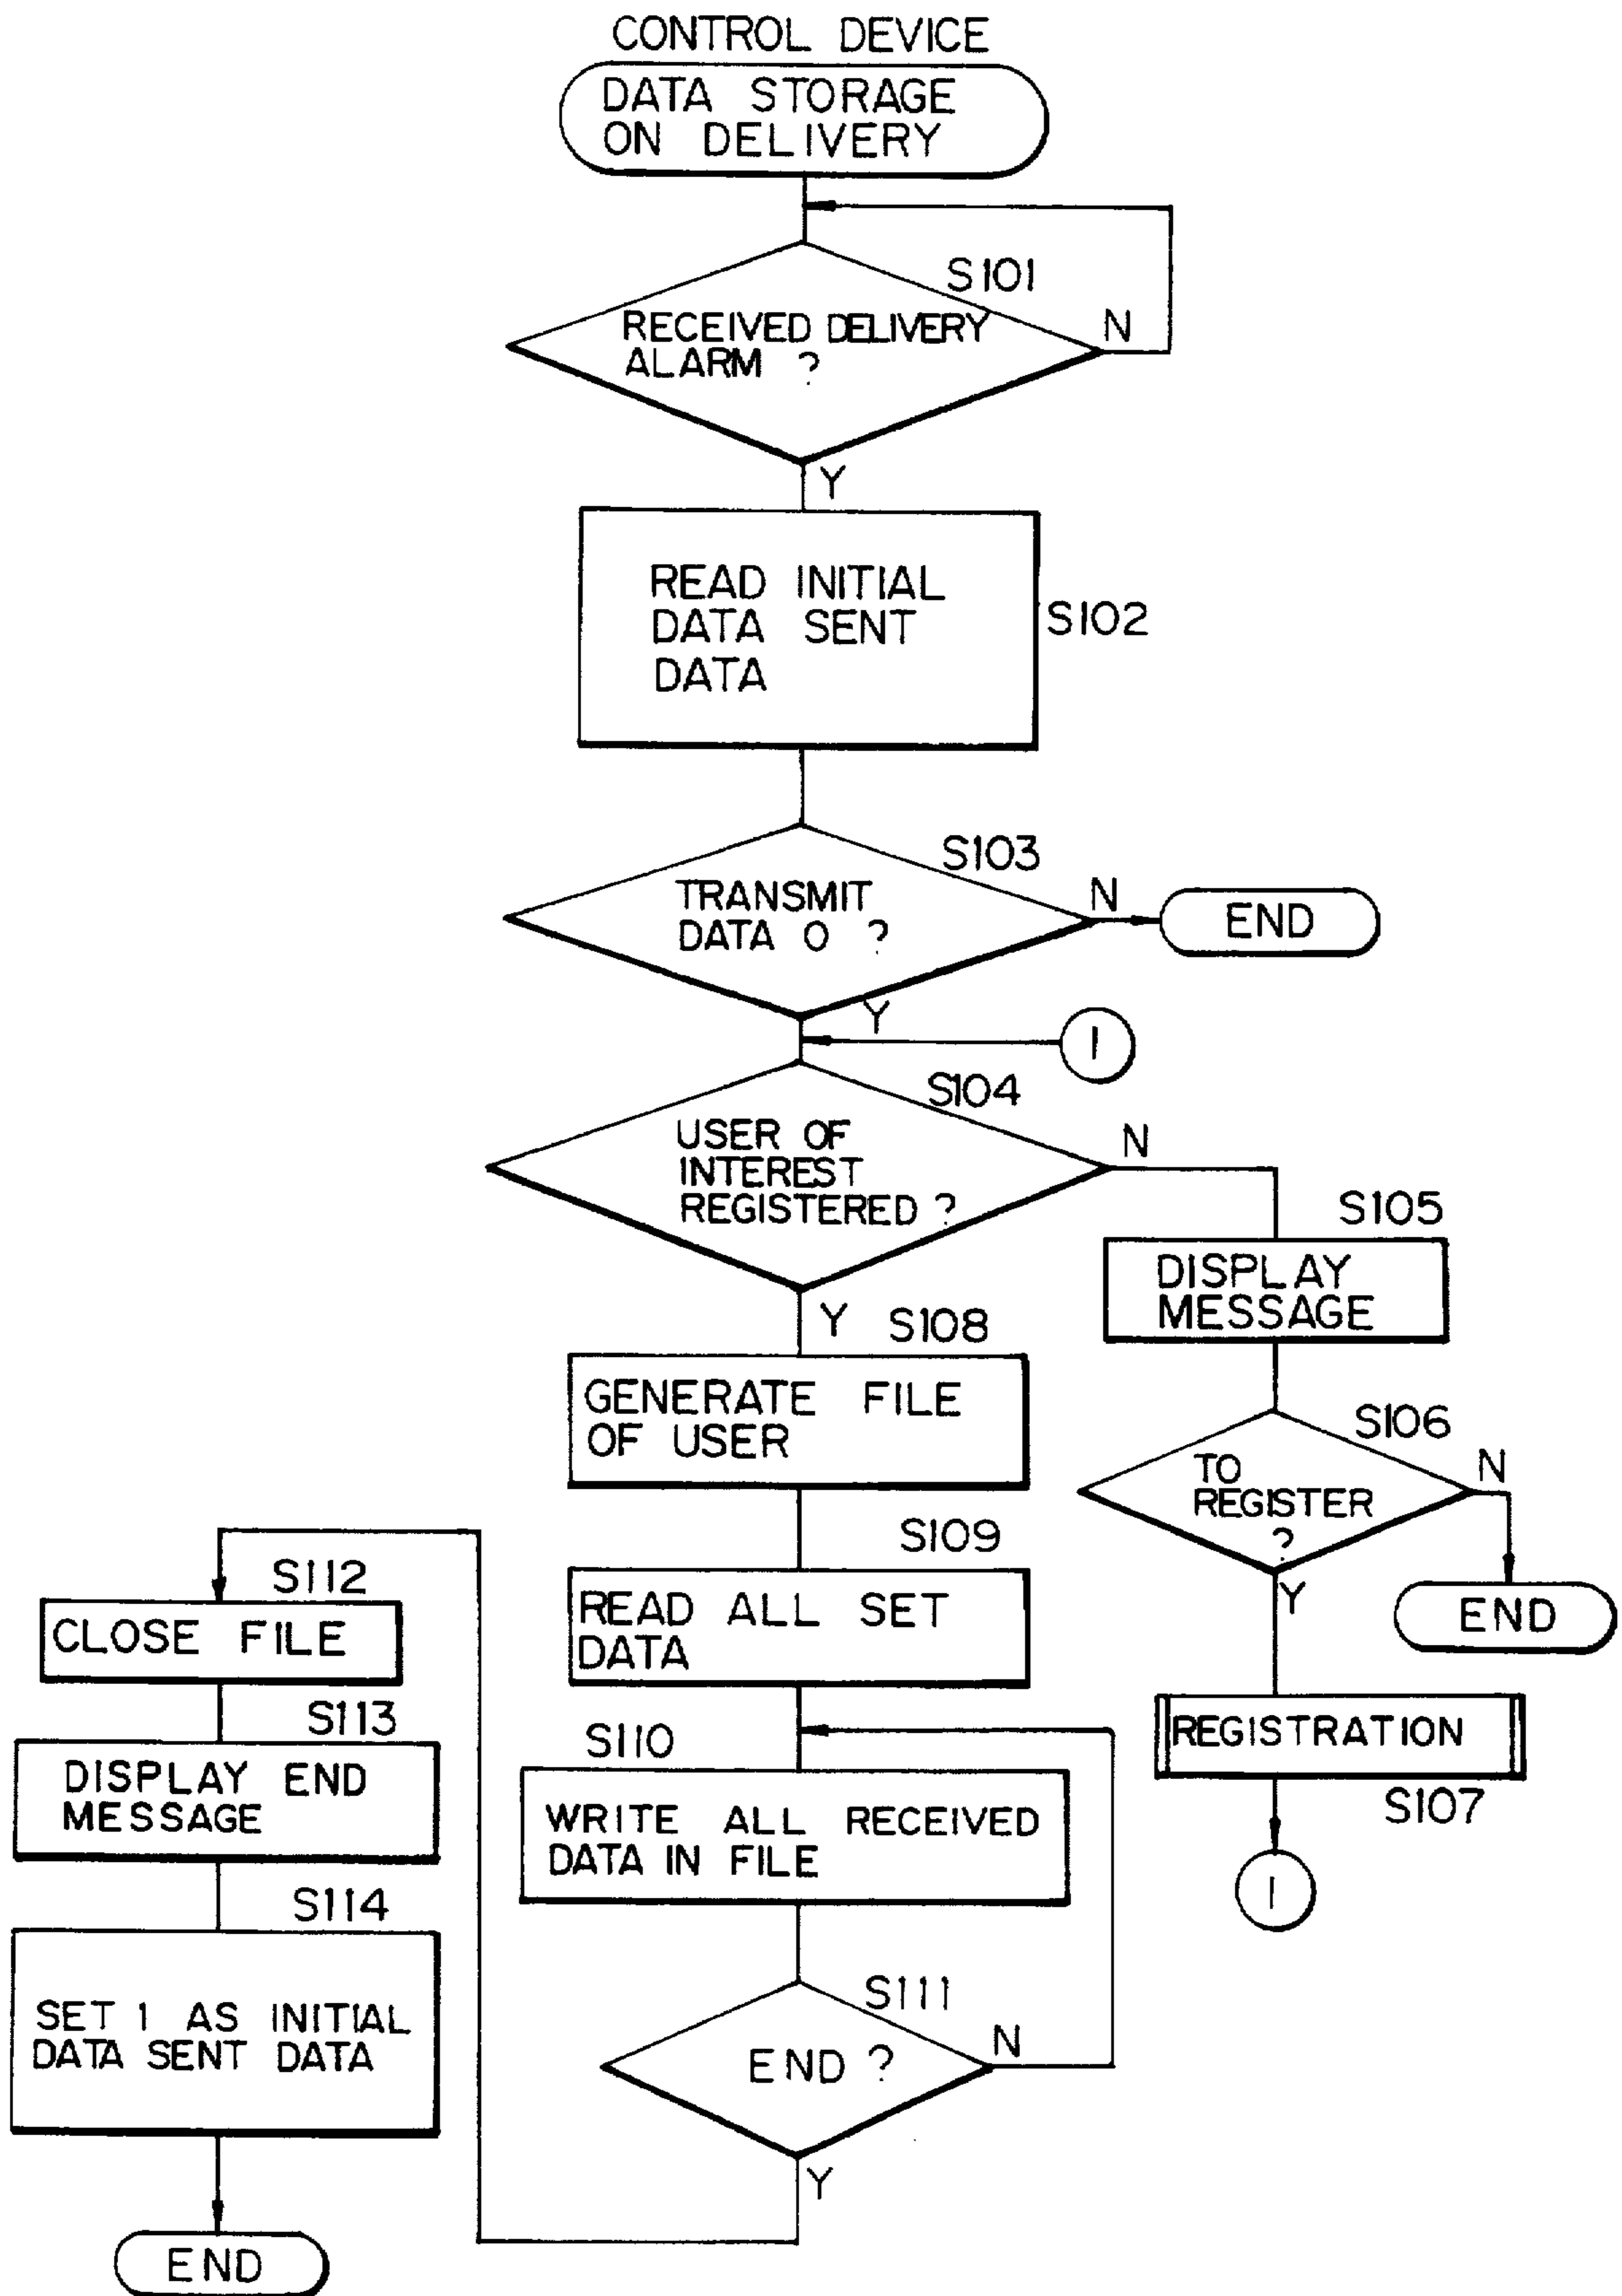 CONTROL DEVICE
DATA STORAGE
ON DELIVERY
S101
RECEIVED DELIVERY
ALARM ?
N
Y
READ INITIAL
DATA SENT
DATA
S102
S103
TRANSMIT
DATA 0 ?
N
END
Y
1
S104
USER OF
INTEREST
REGISTERED ?
N
S105
DISPLAY
MESSAGE
Y
S108
GENERATE FILE
OF USER
S106
TO
REGISTER
?
N
END
Y
S109
READ ALL SET
DATA
REGISTRATION
S107
1
S110
WRITE ALL RECEIVED
DATA IN FILE
S111
END ?
N
Y
S112
CLOSE FILE
S113
DISPLAY END
MESSAGE
S114
SET 1 AS INITIAL
DATA SENT DATA
END